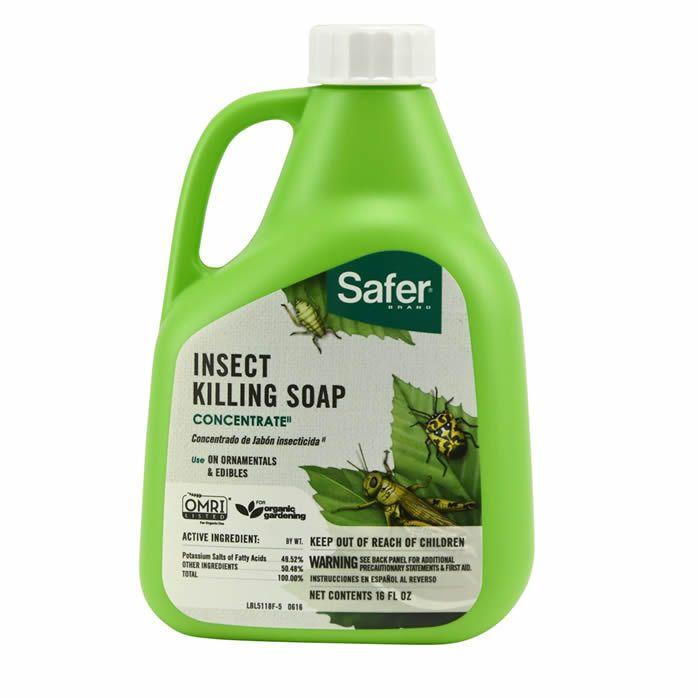 Safer®
BRAND
INSECT
KILLING SOAP
CONCENTRATE II
Concentrado de Jabón insecticida II
Use ON ORNAMENTALS
& EDIBLES
OMRI
LISTED
For Organic Use
FOR
organic
gardening
ACTIVE INGREDIENT: BY WT.
Potassium Salts of Fatty Acids 49.52%
OTHER INGREDIENTS 50.48%
TOTAL 100.00%
LBL5118F-5 0616
KEEP OUT OF REACH OF CHILDREN
WARNING SEE BACK PANEL FOR ADDITIONAL
PRECAUTIONARY STATEMENTS & FIRST AID.
INSTRUCCIONES EN ESPAÑOL AL REVERSO
NET CONTENTS 16 FL OZ